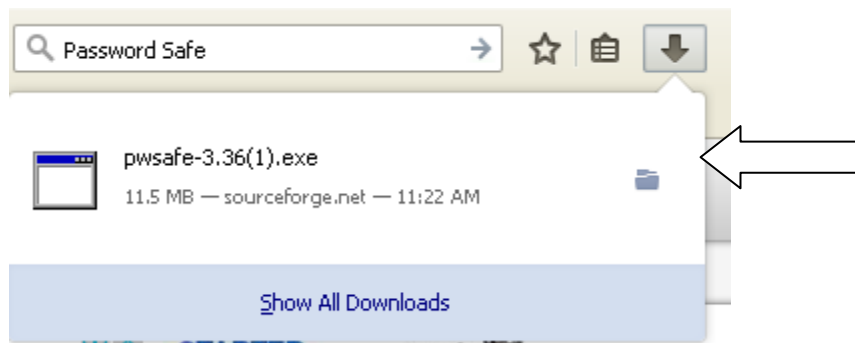 Password Safe
pwsafe-3.36(1).exe
11.5 MB — sourceforge.net — 11:22 AM
Show All Downloads